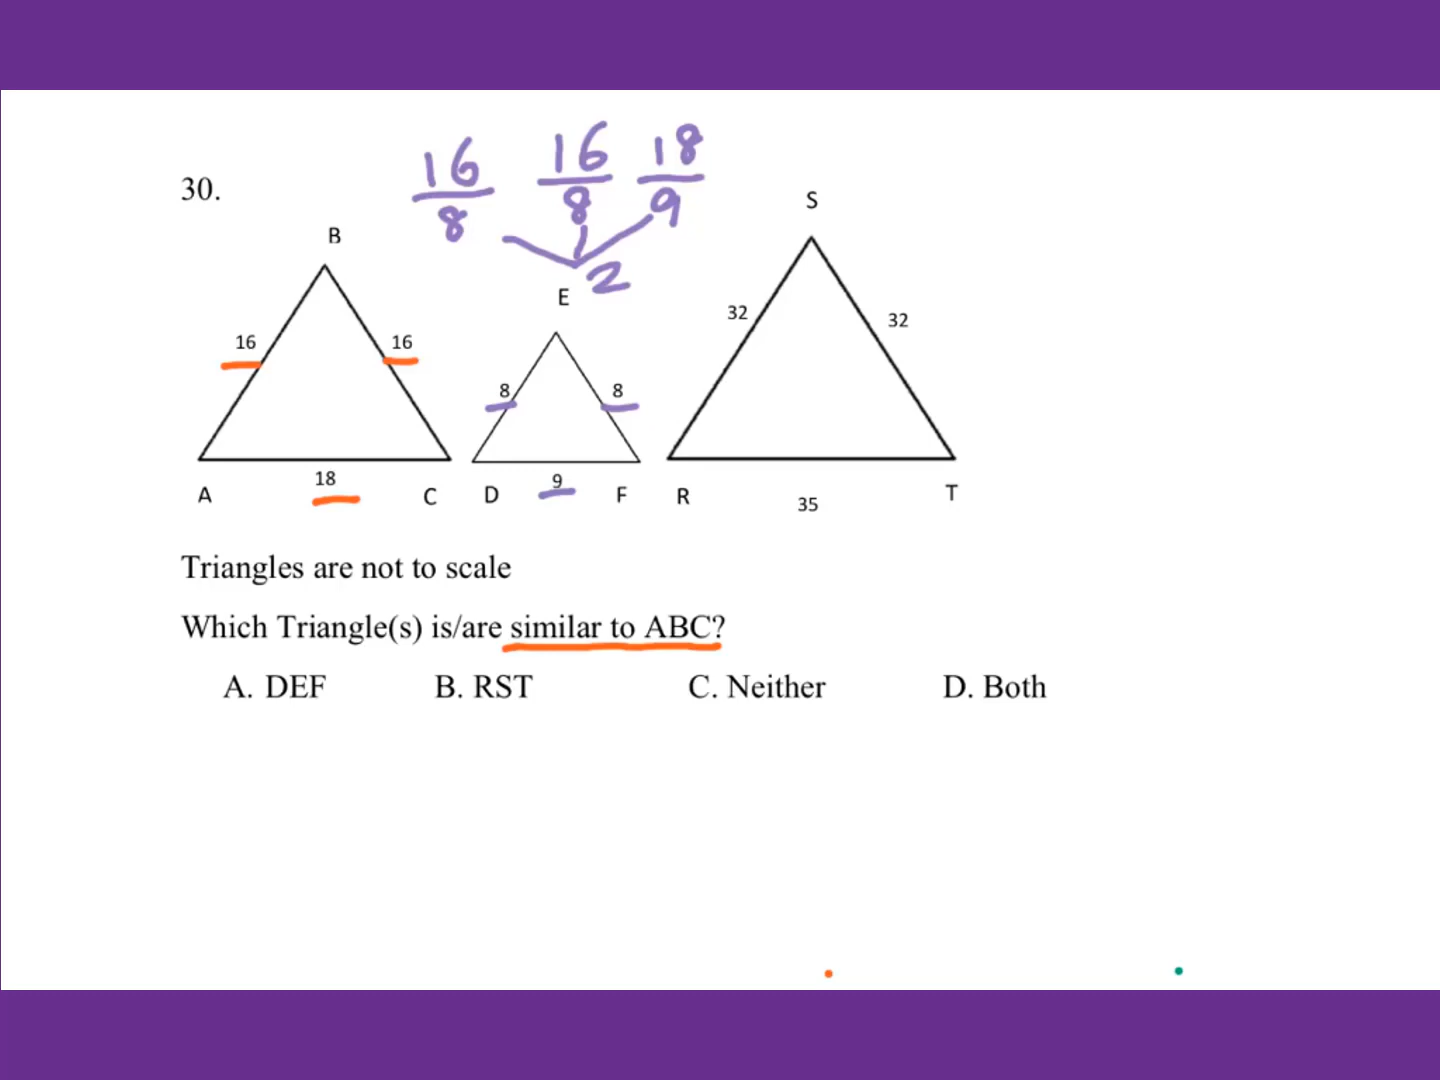 30.
16/8 16/8 18/9
2
B
E
S
16 16
8 8
32 32
18
9
35
A C D F R T
Triangles are not to scale
Which Triangle(s) is/are similar to ABC?
A. DEF B. RST C. Neither D. Both